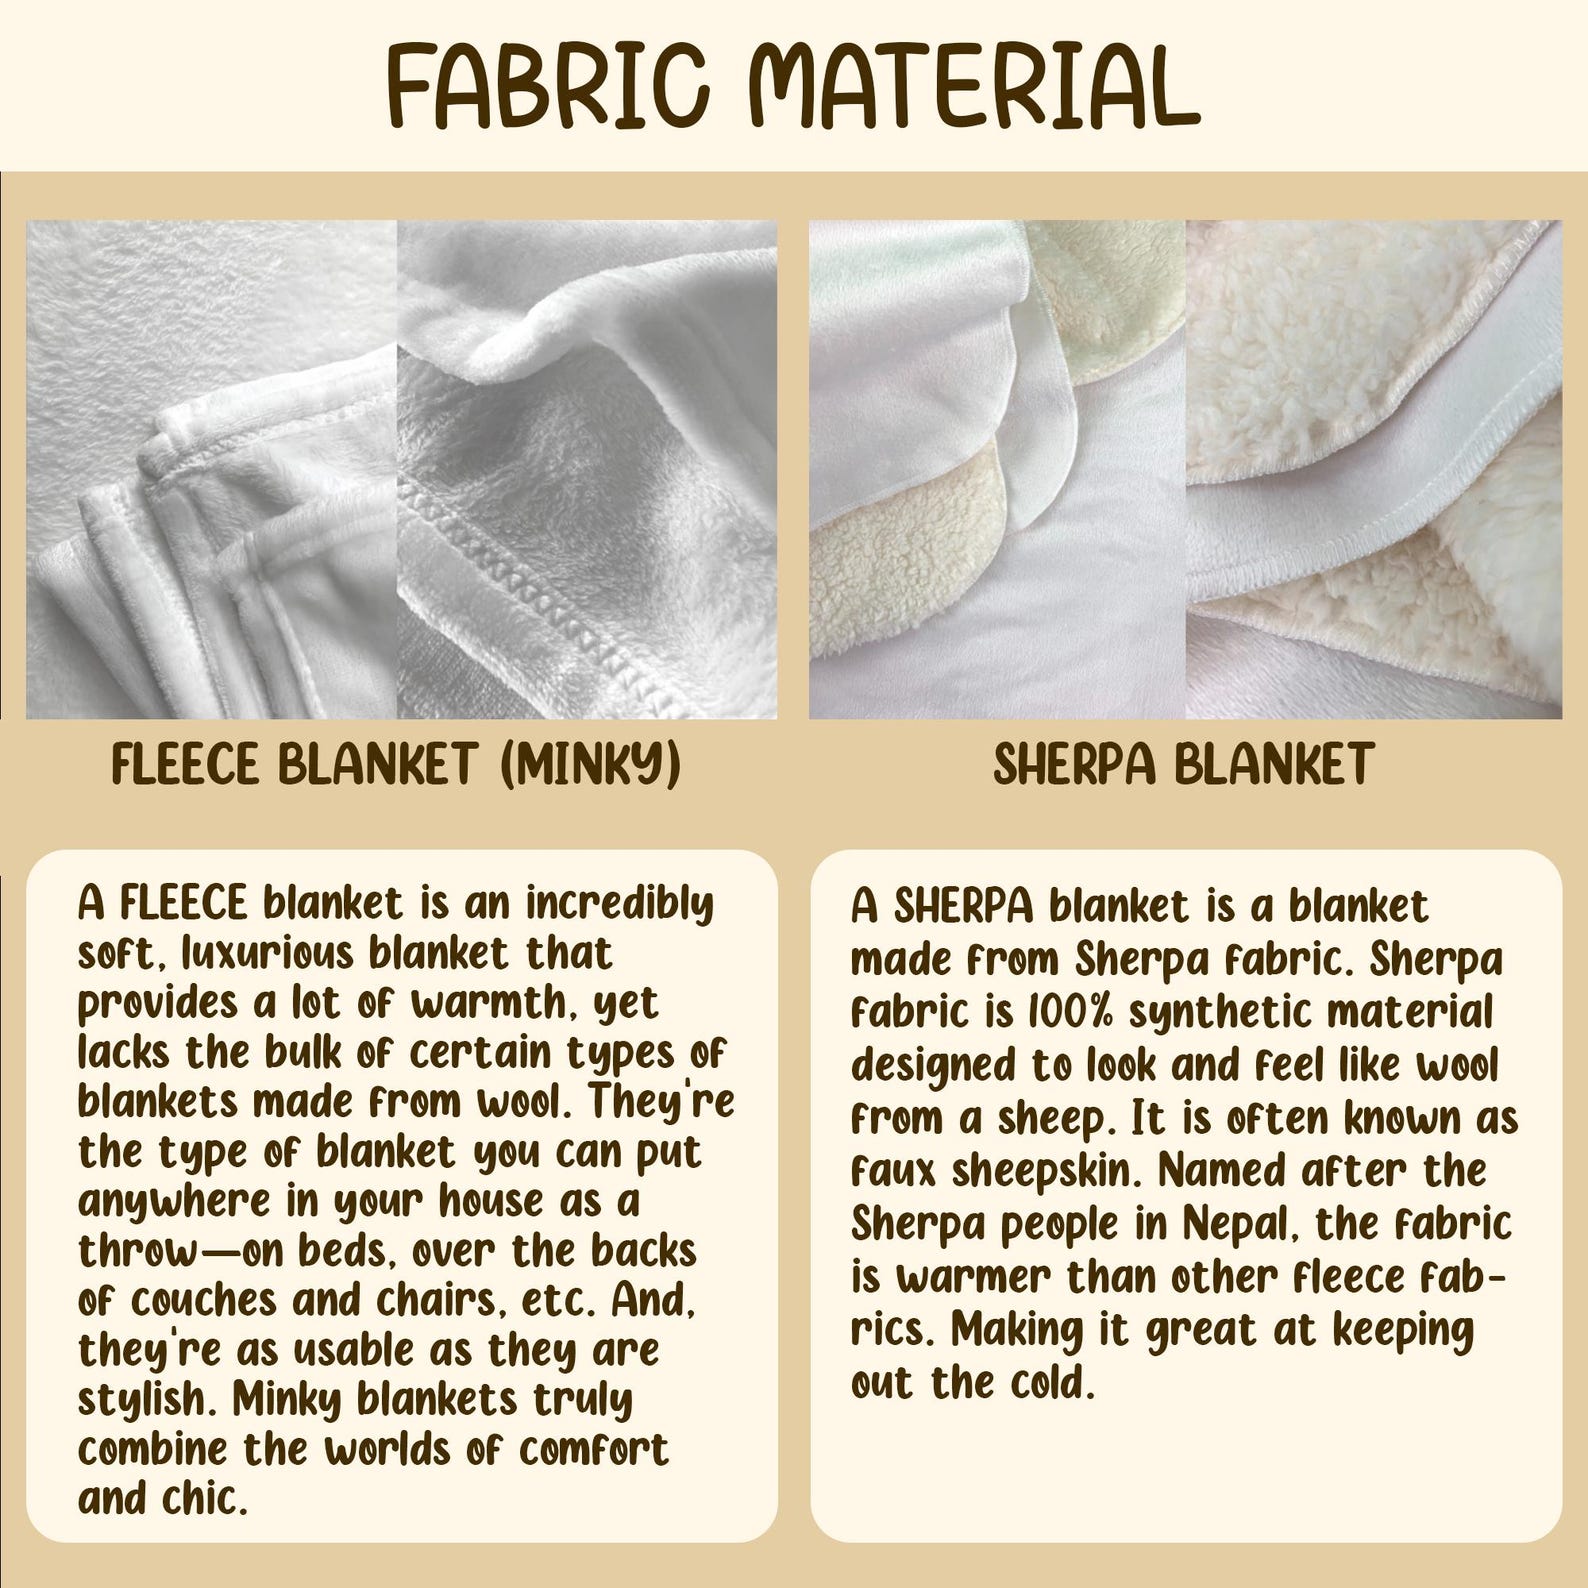 FABRIC MATERIAL
FLEECE BLANKET (MINKY)
A FLEECE blanket is an incredibly
soft, luxurious blanket that
provides a lot of warmth, yet
lacks the bulk of certain types of
blankets made from wool. They're
the type of blanket you can put
anywhere in your house as a
throw—on beds, over the backs
of couches and chairs, etc. And,
they're as usable as they are
stylish. Minky blankets truly
combine the worlds of comfort
and chic.
SHERPA BLANKET
A SHERPA blanket is a blanket
made from Sherpa fabric. Sherpa
fabric is 100% synthetic material
designed to look and feel like wool
from a sheep. It is often known as
faux sheepskin. Named after the
Sherpa people in Nepal, the fabric
is warmer than other fleece fab-
rics. Making it great at keeping
out the cold.